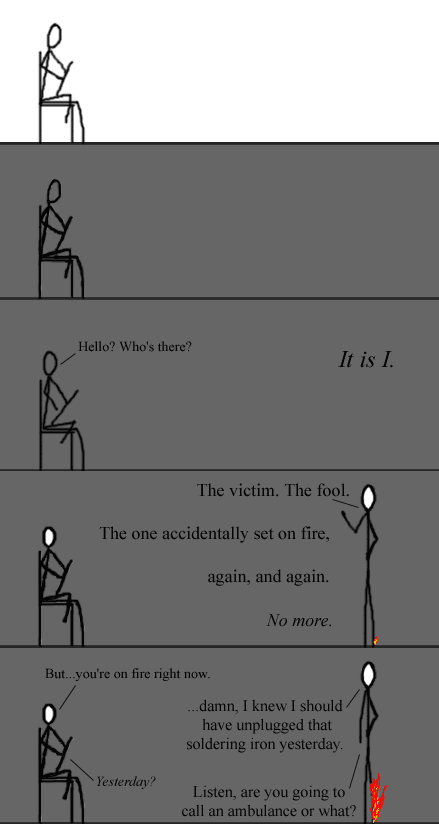 Hello? Who's there?
It is I.
The victim. The fool.
The one accidentally set on fire,
again, and again.
No more.
But...you're on fire right now.
...damn, I knew I should
have unplugged that
soldering iron yesterday.
Yesterday?
Listen, are you going to
call an ambulance or what?